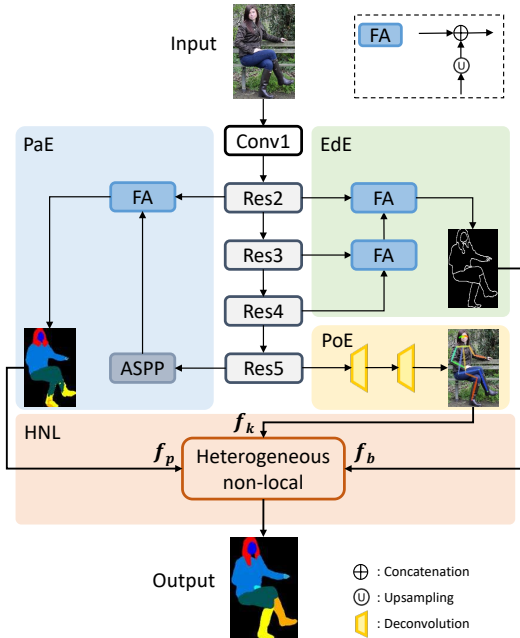 Input
FA
U
PaE
Conv1
EdE
FA
Res2
FA
Res3
FA
Res4
PoE
ASPP
Res5
HNL
f_k
f_p
Heterogeneous
non-local
f_b
Output
: Concatenation
U : Upsampling
: Deconvolution